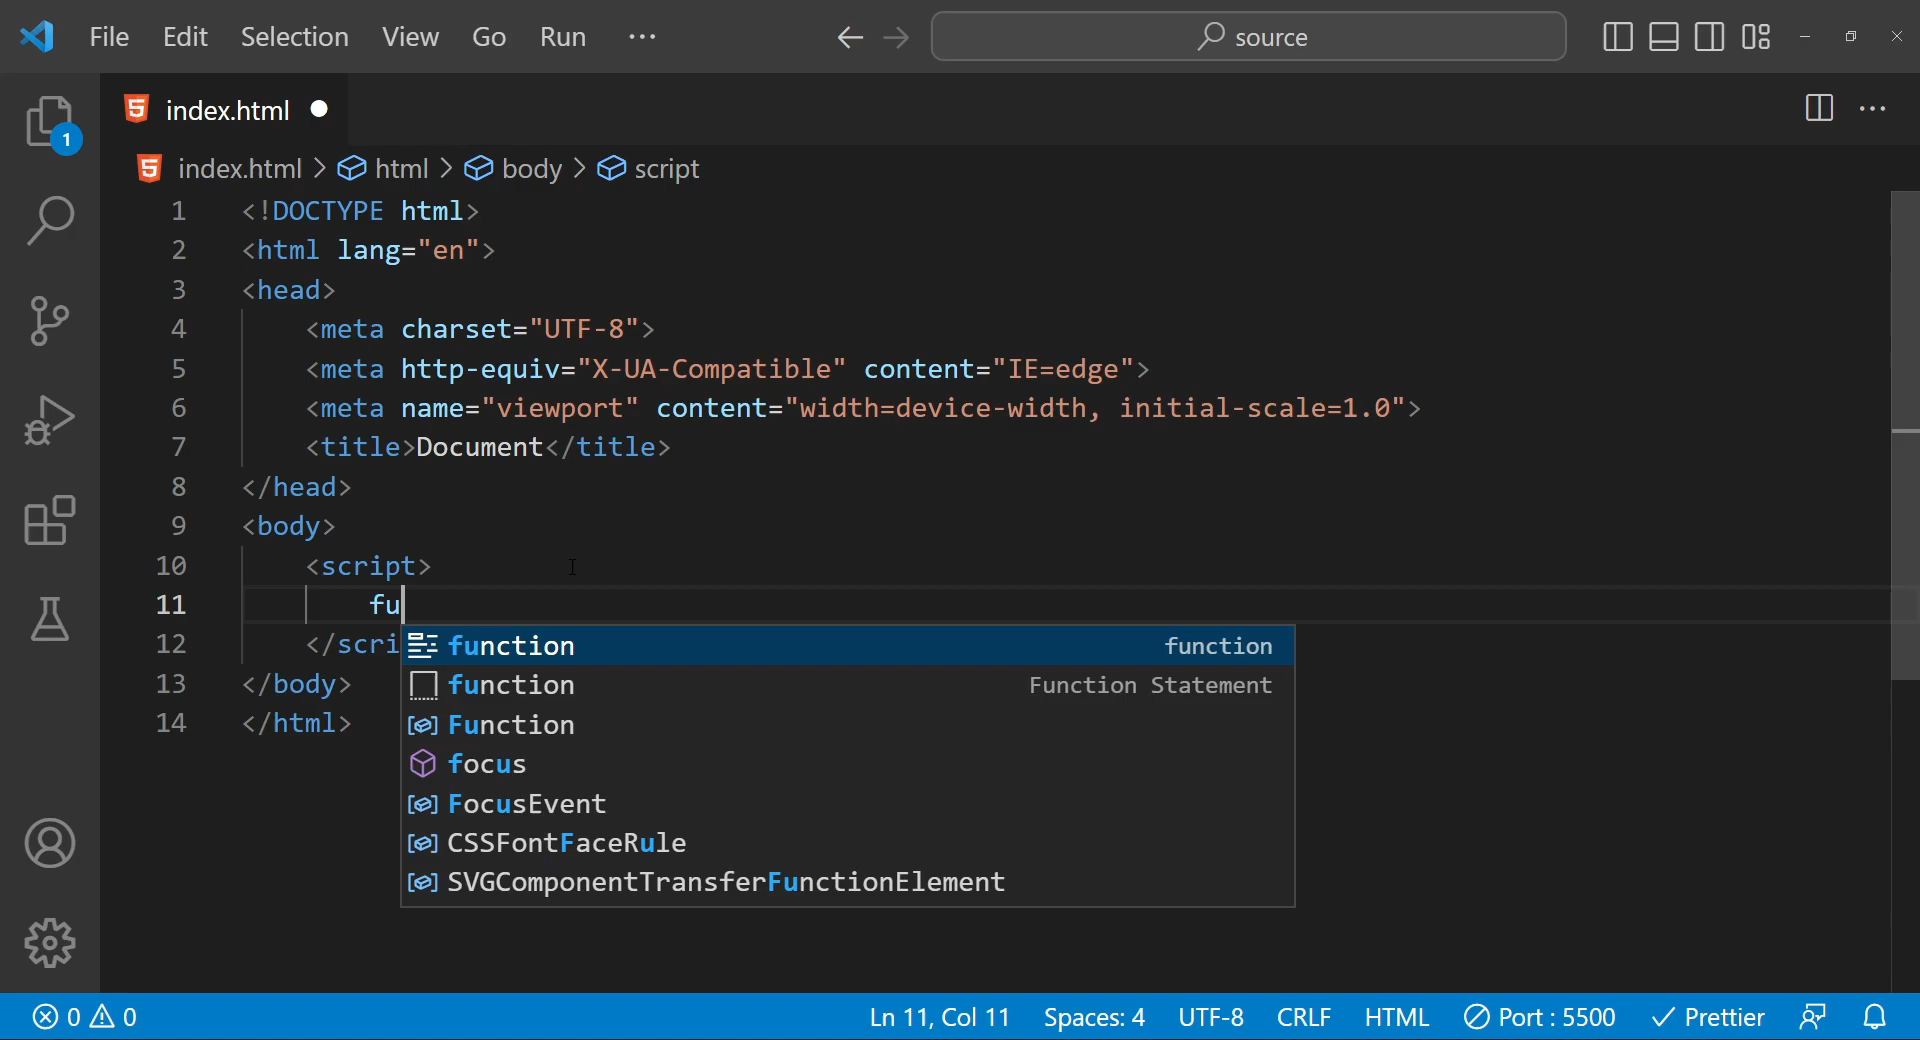 File Edit Selection View Go Run ··· source
1
index.html
index.html > html > body > script
1 <!DOCTYPE html>
2 <html lang="en">
3 <head>
4 <meta charset="UTF-8">
5 <meta http-equiv="X-UA-Compatible" content="IE=edge">
6 <meta name="viewport" content="width=device-width, initial-scale=1.0">
7 <title>Document</title>
8 </head>
9 <body>
10 <script>
11 fu
12 </scri
function function
13 </body>
function Function Statement
14 </html>
Function
focus
FocusEvent
CSSFontFaceRule
SVGComponentTransferFunctionElement
0 0 Ln 11, Col 11 Spaces: 4 UTF-8 CRLF HTML Port : 5500 Prettier